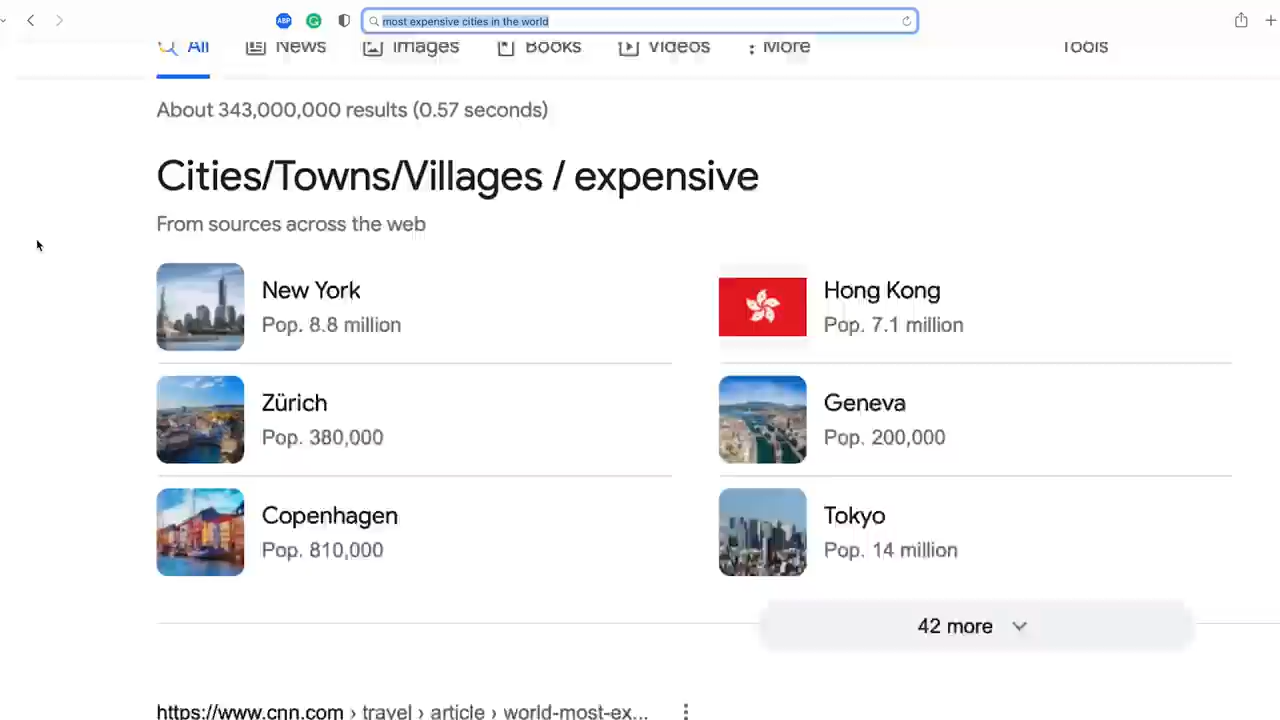 ABP
most expensive cities in the world
All News Images Books Videos More Tools
About 343,000,000 results (0.57 seconds)
Cities/Towns/Villages / expensive
From sources across the web
New York
Pop. 8.8 million
Hong Kong
Pop. 7.1 million
Zürich
Pop. 380,000
Geneva
Pop. 200,000
Copenhagen
Pop. 810,000
Tokyo
Pop. 14 million
42 more
https://www.cnn.com › travel › article › world-most-ex...